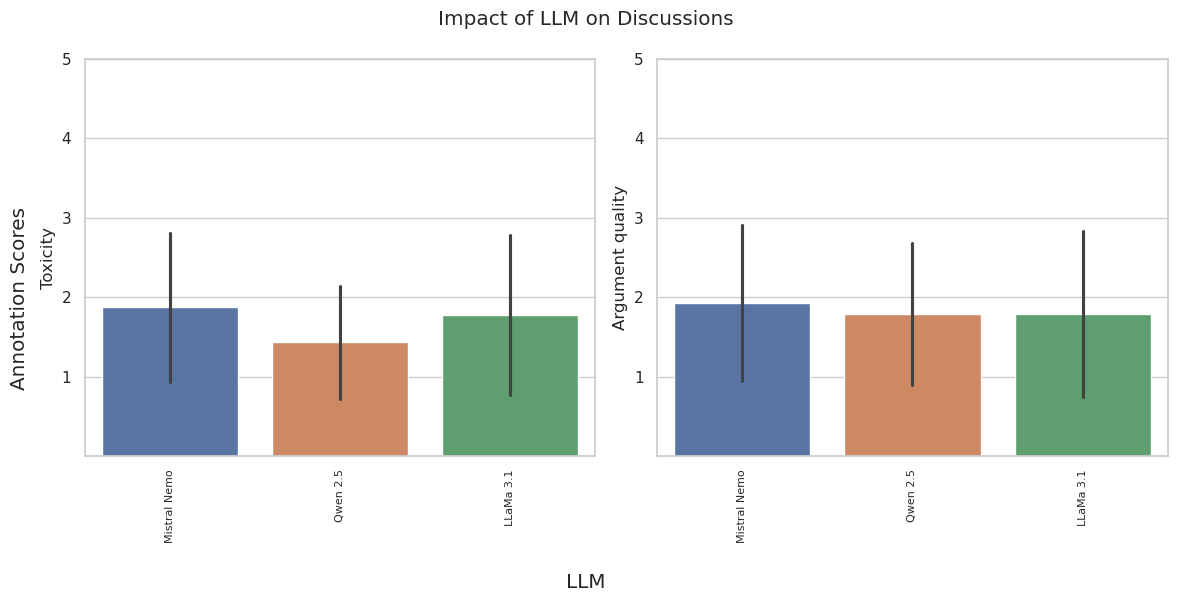 Impact of LLM on Discussions
Annotation Scores
Toxicity
5
4
3
2
1
Mistral Nemo
Qwen 2.5
LLaMa 3.1
Argument quality
5
4
3
2
1
Mistral Nemo
Qwen 2.5
LLaMa 3.1
LLM